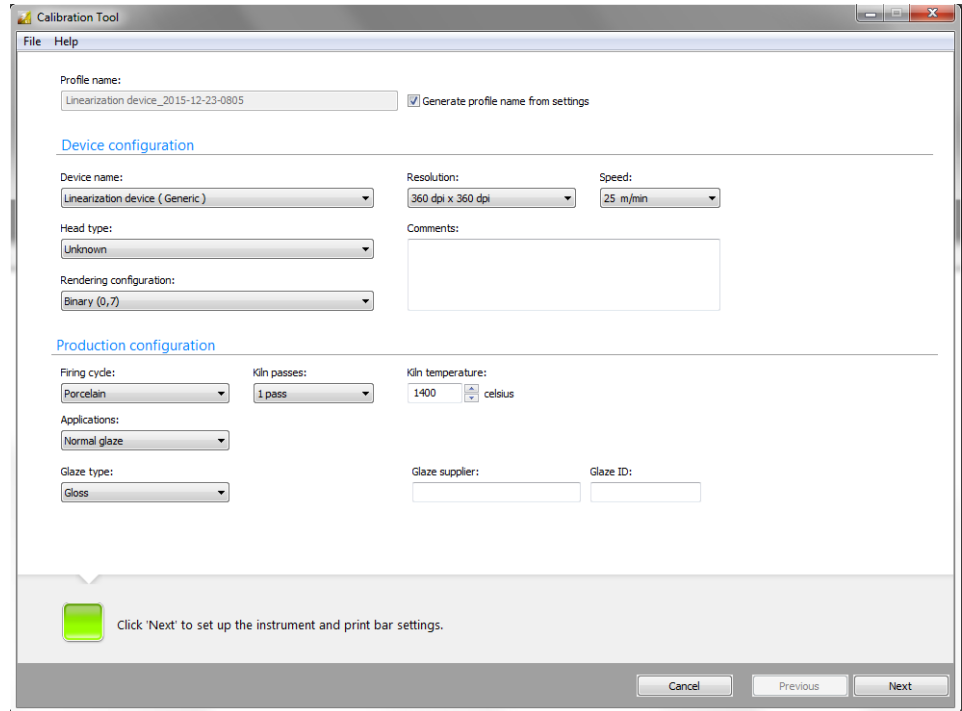 Calibration Tool
File Help
Profile name:
Linearization device_2015-12-23-0805
Generate profile name from settings
Device configuration
Device name:
Resolution:
Speed:
Linearization device ( Generic )
360 dpi x 360 dpi
25 m/min
Head type:
Comments:
Unknown
Rendering configuration:
Binary (0,7)
Production configuration
Firing cycle:
Kiln passes:
Kiln temperature:
Porcelain
1 pass
1400
celsius
Applications:
Normal glaze
Glaze type:
Glaze supplier:
Glaze ID:
Gloss
Click 'Next' to set up the instrument and print bar settings.
Cancel
Previous
Next